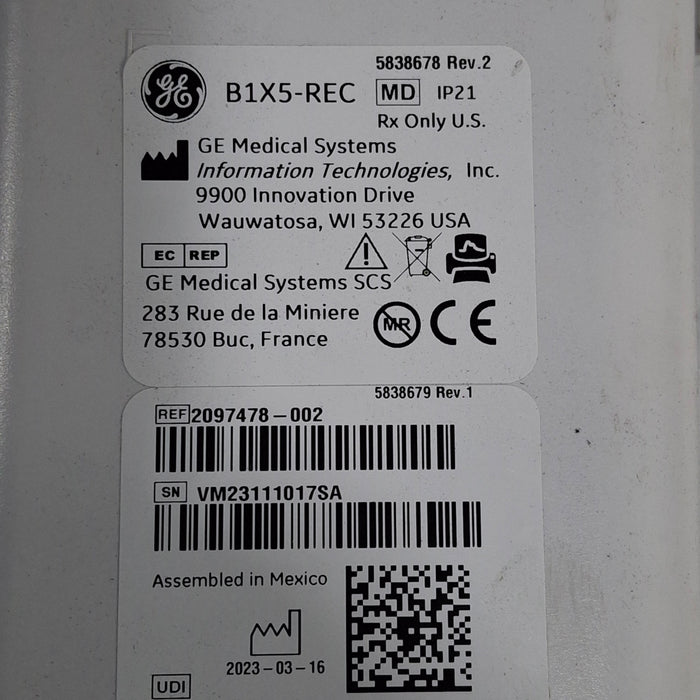 5838678 Rev.2
GE B1X5-REC MD IP21
Rx Only U.S.
GE Medical Systems
Information Technologies, Inc.
9900 Innovation Drive
Wauwatosa, WI 53226 USA
EC REP
GE Medical Systems SCS
283 Rue de la Miniere
78530 Buc, France
MR CE
5838679 Rev.1
REF 2097478-002
SN VM23111017SA
Assembled in Mexico
2023-03-16
UDI